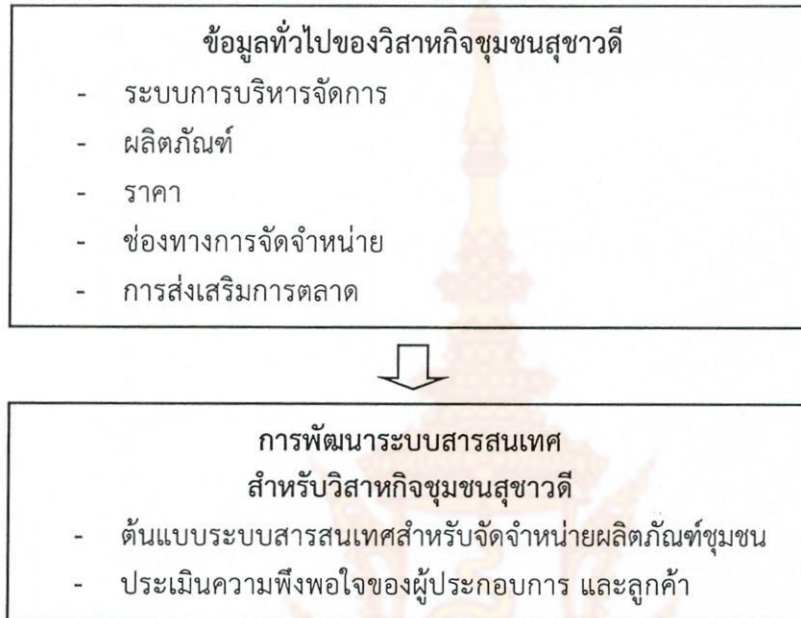 ข้อมูลทั่วไปของวิสาหกิจชุมชนสุชาวดี
- ระบบการบริหารจัดการ
- ผลิตภัณฑ์
- ราคา
- ช่องทางการจัดจำหน่าย
- การส่งเสริมการตลาด
การพัฒนาระบบสารสนเทศ
สำหรับวิสาหกิจชุมชนสุชาวดี
- ต้นแบบระบบสารสนเทศสำหรับจัดจำหน่ายผลิตภัณฑ์ชุมชน
- ประเมินความพึงพอใจของผู้ประกอบการ และลูกค้า